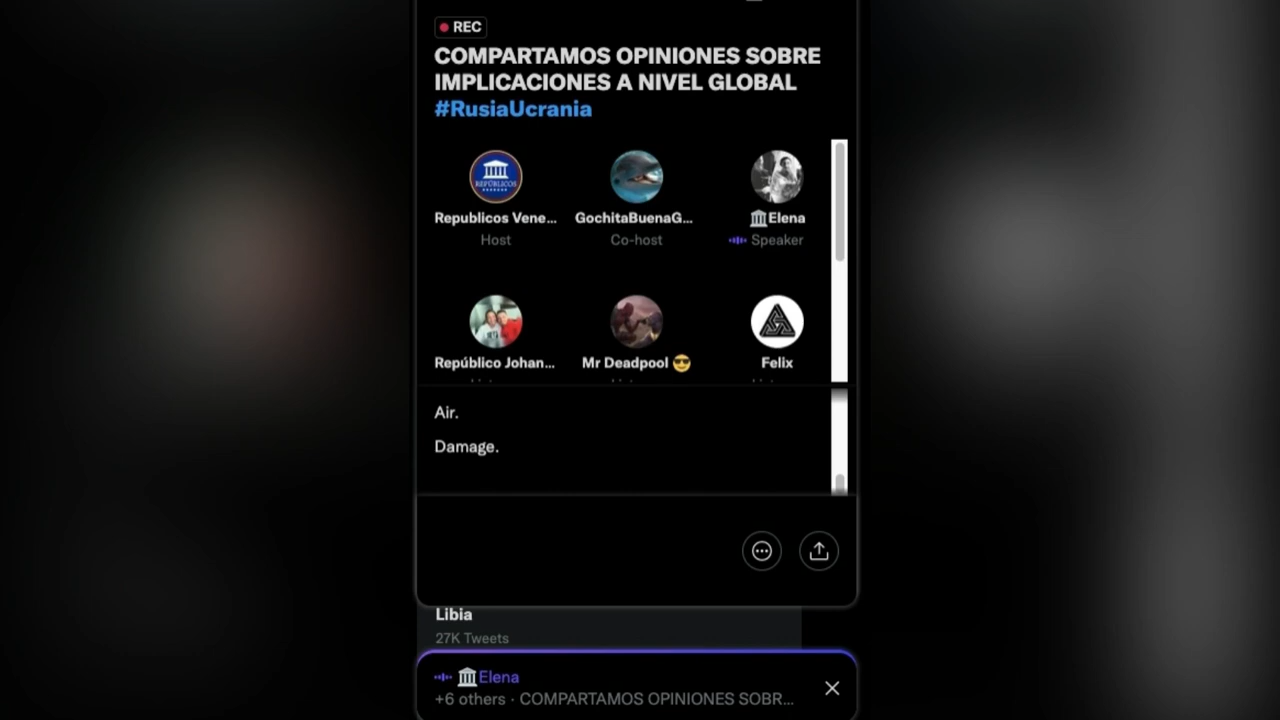 REC
COMPARTAMOS OPINIONES SOBRE
IMPLICACIONES A NIVEL GLOBAL
#RusiaUcrania
REPÚBLICOS
Republicos Vene...
GochitaBuenaG...
🏛Elena
Host
Co-host
Speaker
Repúblico Johan...
Mr Deadpool 😎
Felix
Air.
Damage.
Libia
27K Tweets
🏛Elena
+6 others · COMPARTAMOS OPINIONES SOBR...